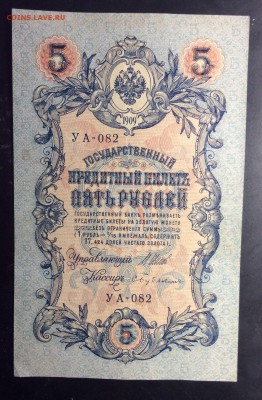 COINS.LAVE.RU
5 5
1909
УА-082
ГОСУДАРСТВЕННЫЙ
КРЕДИТНЫЙ БИЛЕТЪ
ПЯТЬ РУБЛЕЙ
ГОСУДАРСТВЕННЫЙ БАНКЪ РАЗМѢНИВАЕТЪ
КРЕДИТНЫЕ БИЛЕТЫ НА ЗОЛОТУЮ МОНЕТУ
БЕЗЪ ОГРАНИЧЕНІЯ СУММЫ
(1 РУБЛЬ = 1/15 ИМПЕРІАЛА, СОДЕРЖИТЪ
17,424 ДОЛЕЙ ЧИСТАГО ЗОЛОТА)
Управляющій
Кассиръ
УА-082
5